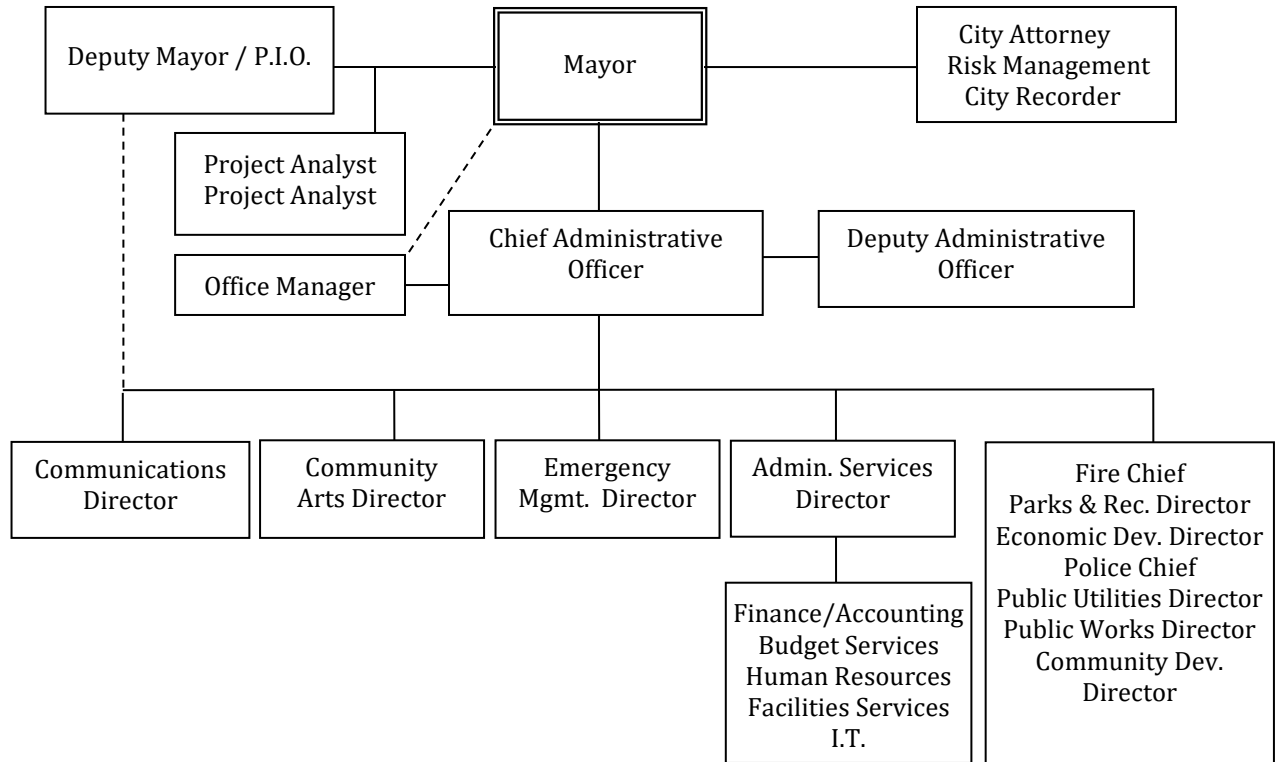 Deputy Mayor / P.I.O.
Mayor
City Attorney
Risk Management
City Recorder
Project Analyst
Project Analyst
Chief Administrative
Officer
Deputy Administrative
Officer
Office Manager
Communications
Director
Community
Arts Director
Emergency
Mgmt. Director
Admin. Services
Director
Fire Chief
Parks & Rec. Director
Economic Dev. Director
Police Chief
Public Utilities Director
Public Works Director
Community Dev.
Director
Finance/Accounting
Budget Services
Human Resources
Facilities Services
I.T.